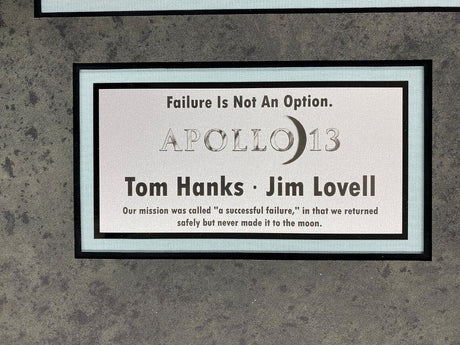 Failure Is Not An Option.
APOLLO 13
Tom Hanks · Jim Lovell
Our mission was called "a successful failure," in that we returned
safely but never made it to the moon.